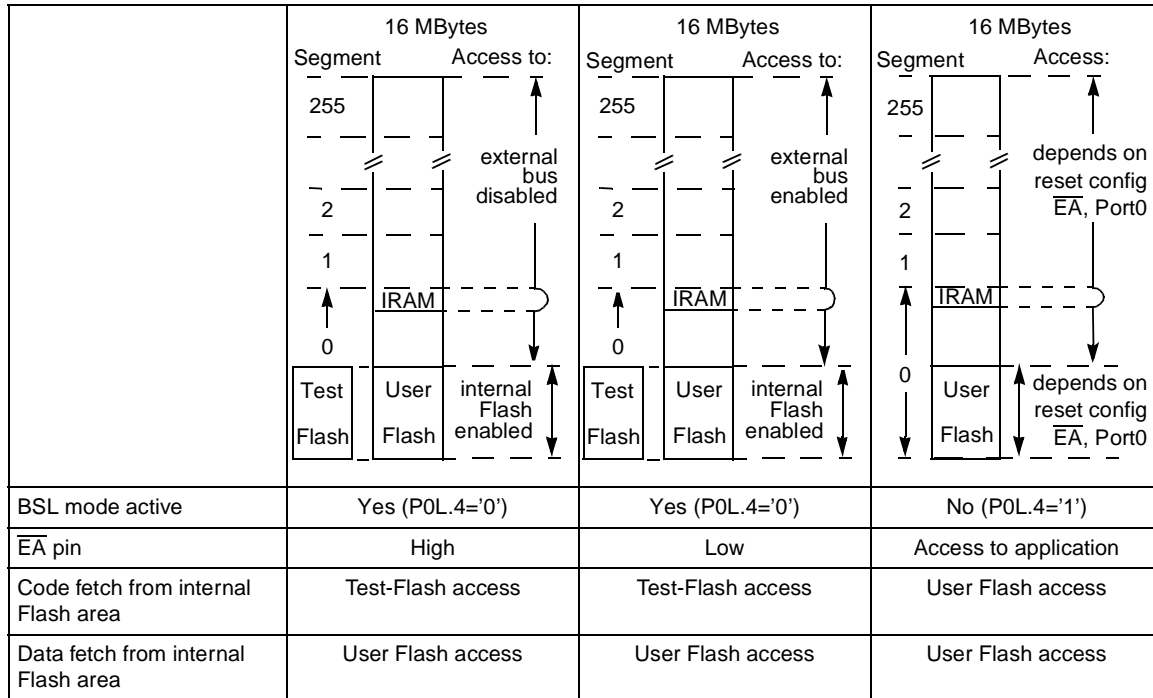 16 MBytes
Segment Access to:
255
external
bus
disabled
2
1
IRAM
0
Test
Flash
User
Flash
internal
Flash
enabled
16 MBytes
Segment Access to:
255
external
bus
enabled
2
1
IRAM
0
Test
Flash
User
Flash
internal
Flash
enabled
16 MBytes
Segment Access:
255
depends on
reset config
EA, Port0
2
1
IRAM
0
User
Flash
depends on
reset config
EA, Port0
BSL mode active Yes (P0L.4='0') Yes (P0L.4='0') No (P0L.4='1')
EA pin High Low Access to application
Code fetch from internal
Flash area
Test-Flash access Test-Flash access User Flash access
Data fetch from internal
Flash area
User Flash access User Flash access User Flash access